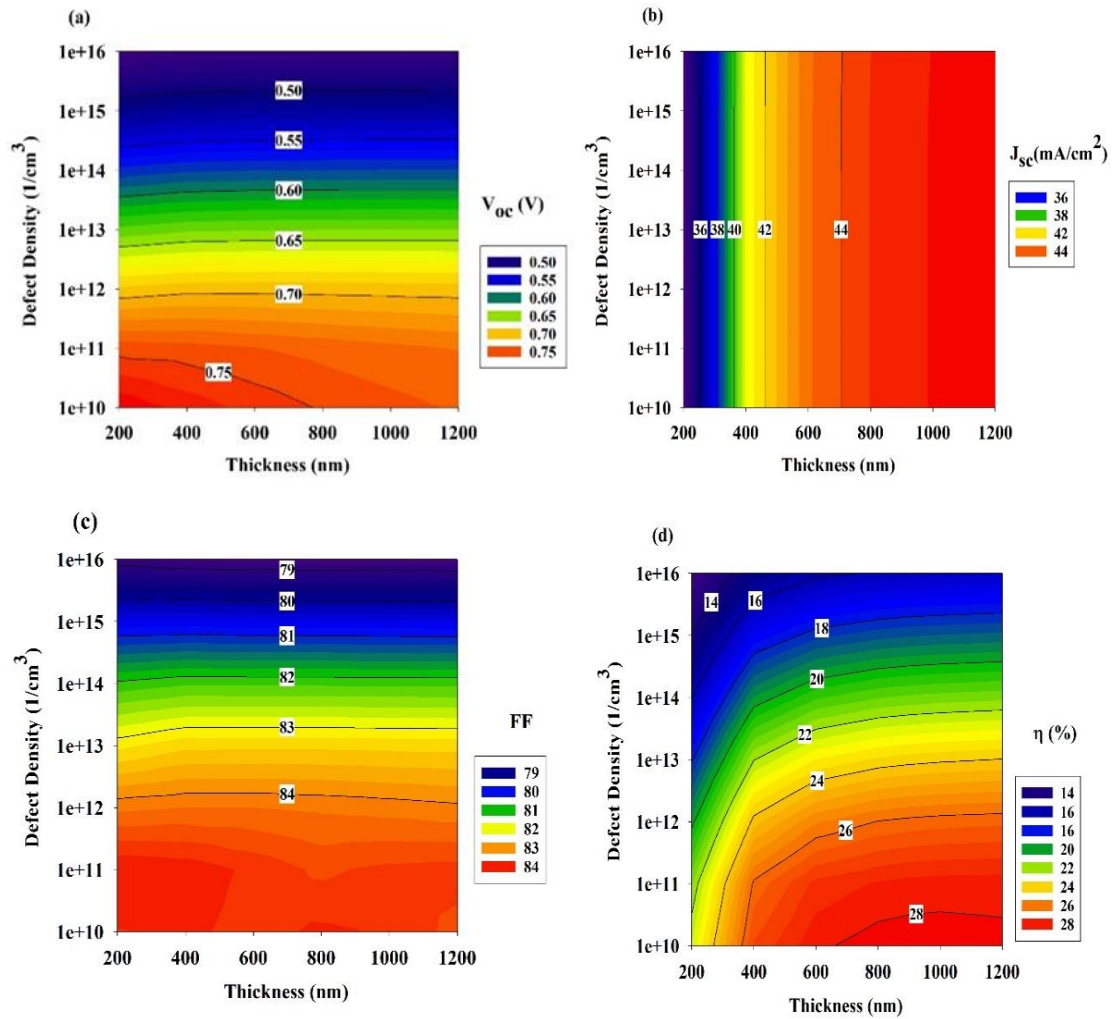 (a)
1e+16
1e+15
1e+14
1e+13
1e+12
1e+11
1e+10
Defect Density (1/cm³)
0.50
0.55
0.60
0.65
0.70
0.75
200 400 600 800 1000 1200
Thickness (nm)
V_oc (V)
0.50
0.55
0.60
0.65
0.70
0.75
(b)
1e+16
1e+15
1e+14
1e+13
1e+12
1e+11
1e+10
Defect Density (1/cm³)
36 38 40 42 44
200 400 600 800 1000 1200
Thickness (nm)
J_sc(mA/cm²)
36
38
42
44
(c)
1e+16
1e+15
1e+14
1e+13
1e+12
1e+11
1e+10
Defect Density (1/cm³)
79
80
81
82
83
84
200 400 600 800 1000 1200
Thickness (nm)
FF
79
80
81
82
83
84
(d)
1e+16
1e+15
1e+14
1e+13
1e+12
1e+11
1e+10
Defect Density (1/cm³)
14 16
18
20
22
24
26
28
200 400 600 800 1000 1200
Thickness (nm)
η (%)
14
16
16
20
22
24
26
28